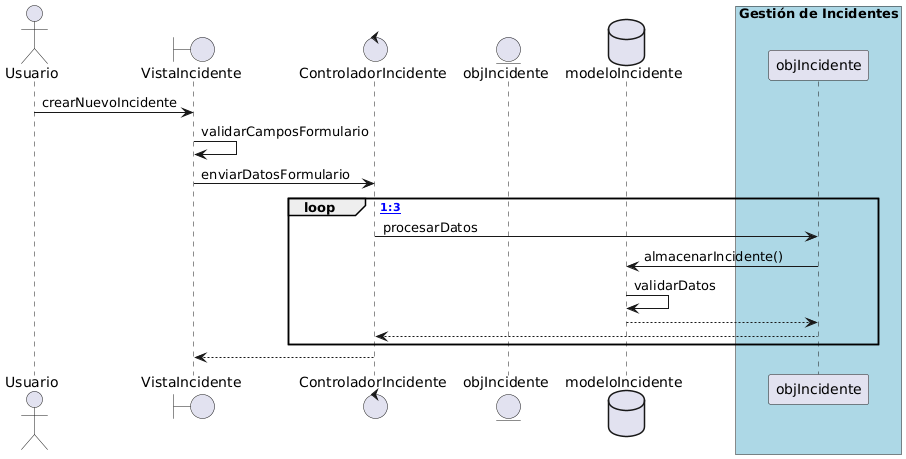 Gestión de Incidentes
Usuario
VistaIncidente
ControladorIncidente
objIncidente
modeloIncidente
objIncidente
crearNuevoIncidente
validarCamposFormulario
enviarDatosFormulario
loop
1:3
procesarDatos
almacenarIncidente()
validarDatos
Usuario
VistaIncidente
ControladorIncidente
objIncidente
modeloIncidente
objIncidente